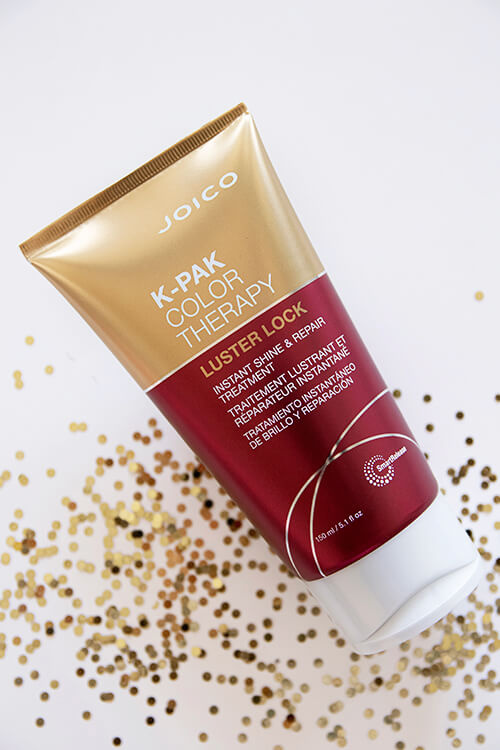 JOICO
K-PAK
COLOR
THERAPY
LUSTER LOCK
INSTANT SHINE & REPAIR
TREATMENT
TRAITEMENT LUSTRANT ET
RÉPARATEUR INSTANTANÉ
TRATAMIENTO INSTANTÁNEO
DE BRILLO Y REPARACIÓN
SmartRelease
150 ml / 5.1 fl oz